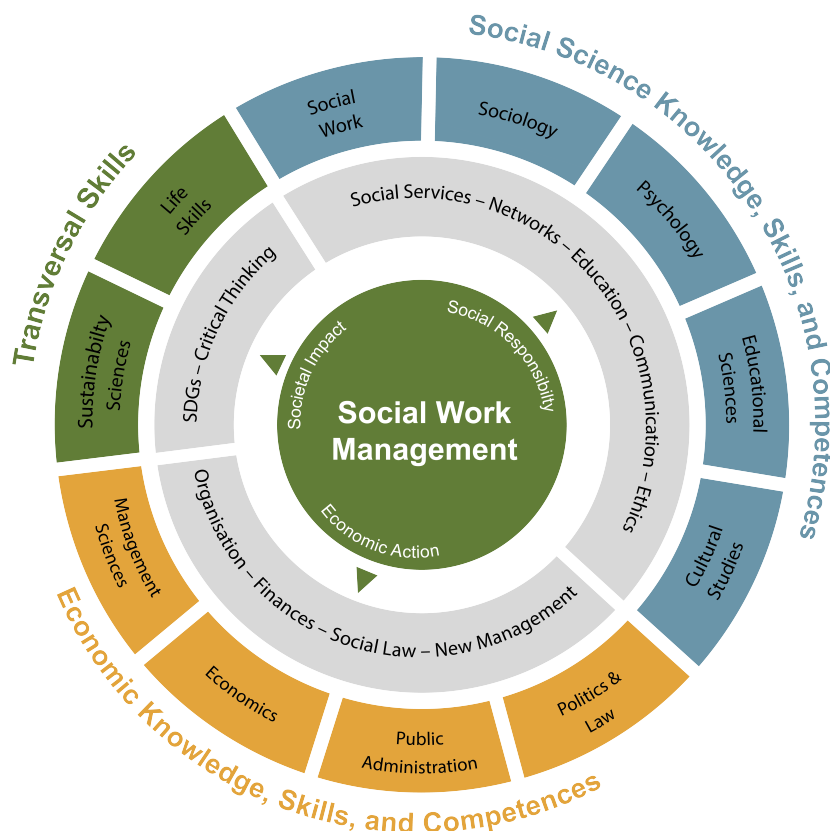 Social Science Knowledge, Skills, and Competences
Transversal Skills
Economic Knowledge, Skills, and Competences
Social
Work
Sociology
Psychology
Educational
Sciences
Cultural
Studies
Politics &
Law
Public
Administration
Economics
Management
Sciences
Sustainabilty
Sciences
Life
Skills
Social Services – Networks – Education – Communication – Ethics
Organisation – Finances – Social Law – New Management
SDGs – Critical Thinking
Societal Impact
Social Responsibilty
Economic Action
Social Work
Management